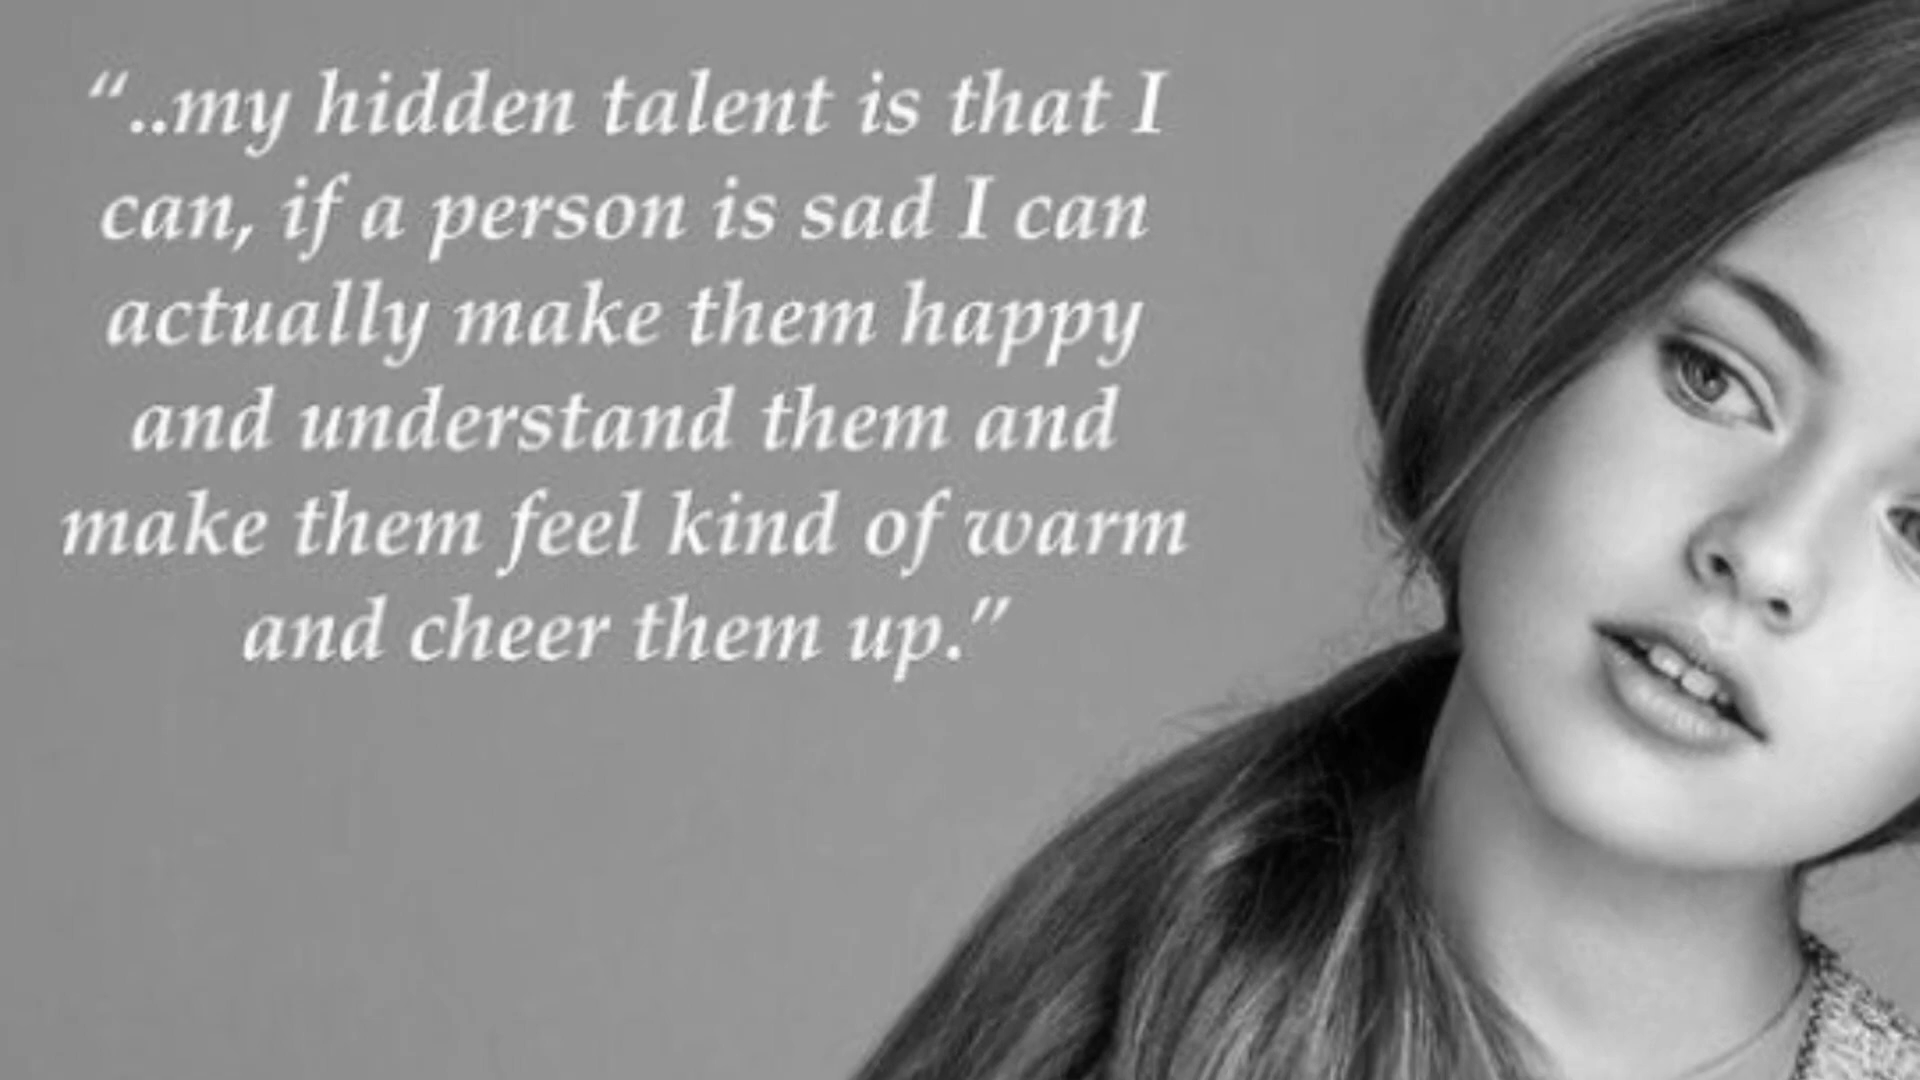 “..my hidden talent is that I
can, if a person is sad I can
actually make them happy
and understand them and
make them feel kind of warm
and cheer them up.”